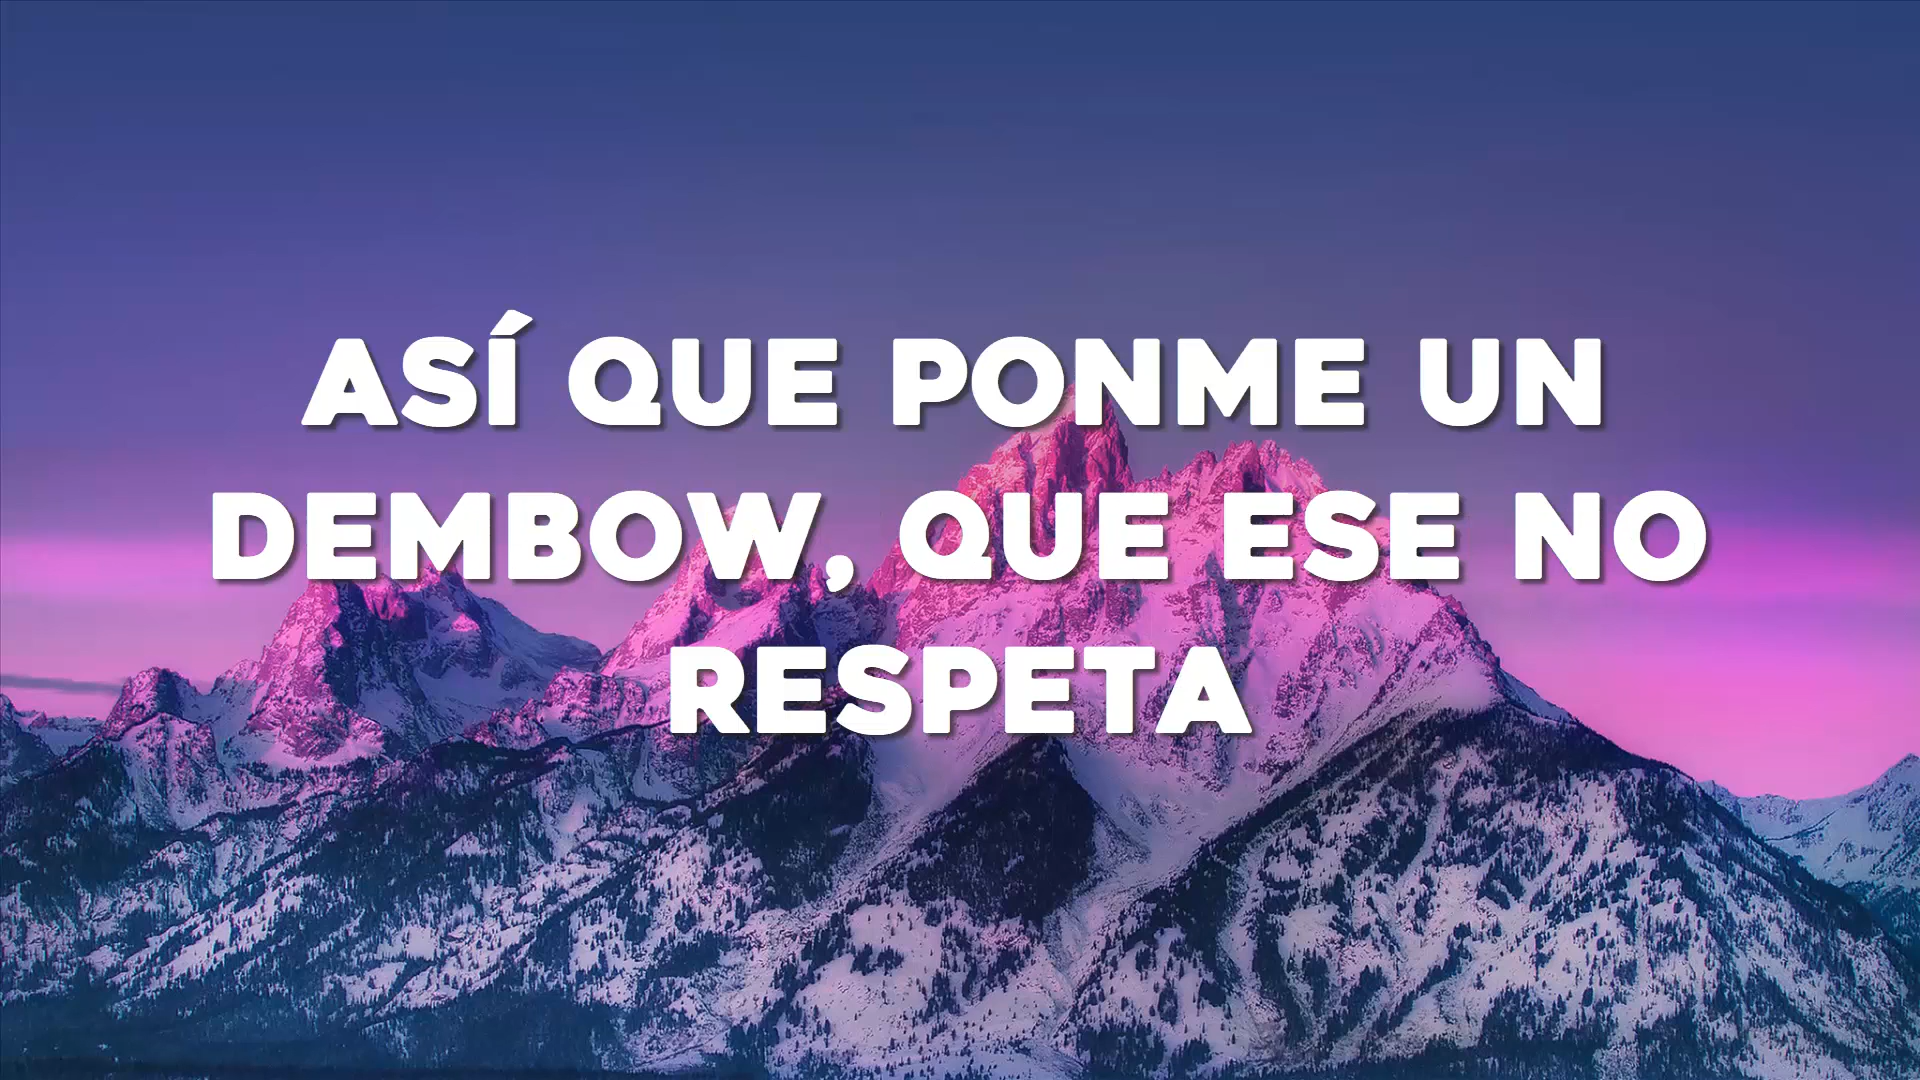 ASÍ QUE PONME UN
DEMBOW, QUE ESE NO
RESPETA